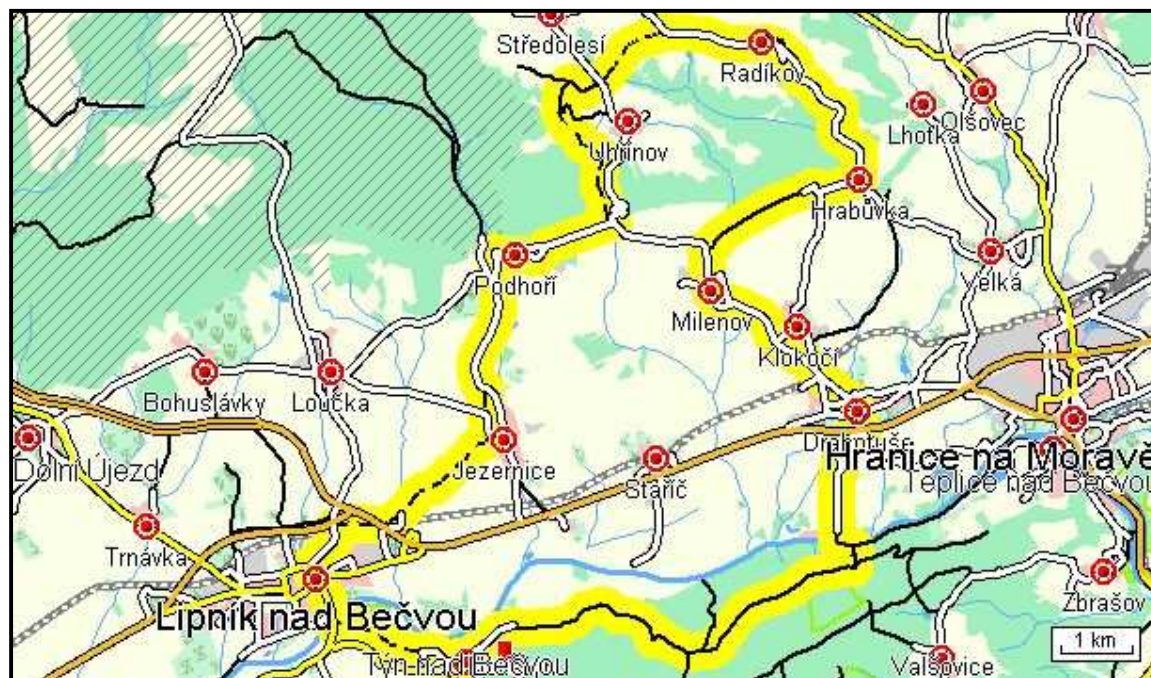 Středolesí
Radíkov
Olšovec
Lhotka
Uhřínov
Hrabůvka
Velká
Podhoří
Milenov
Klokočí
Bohuslávky
Loučka
Drahotuše
Dolní Újezd
Jezernice
Staříč
Hranice na Moravě
Teplice nad Bečvou
Trnávka
Zbrašov
Lipník nad Bečvou
1 km
Týn nad Bečvou
Valšovice